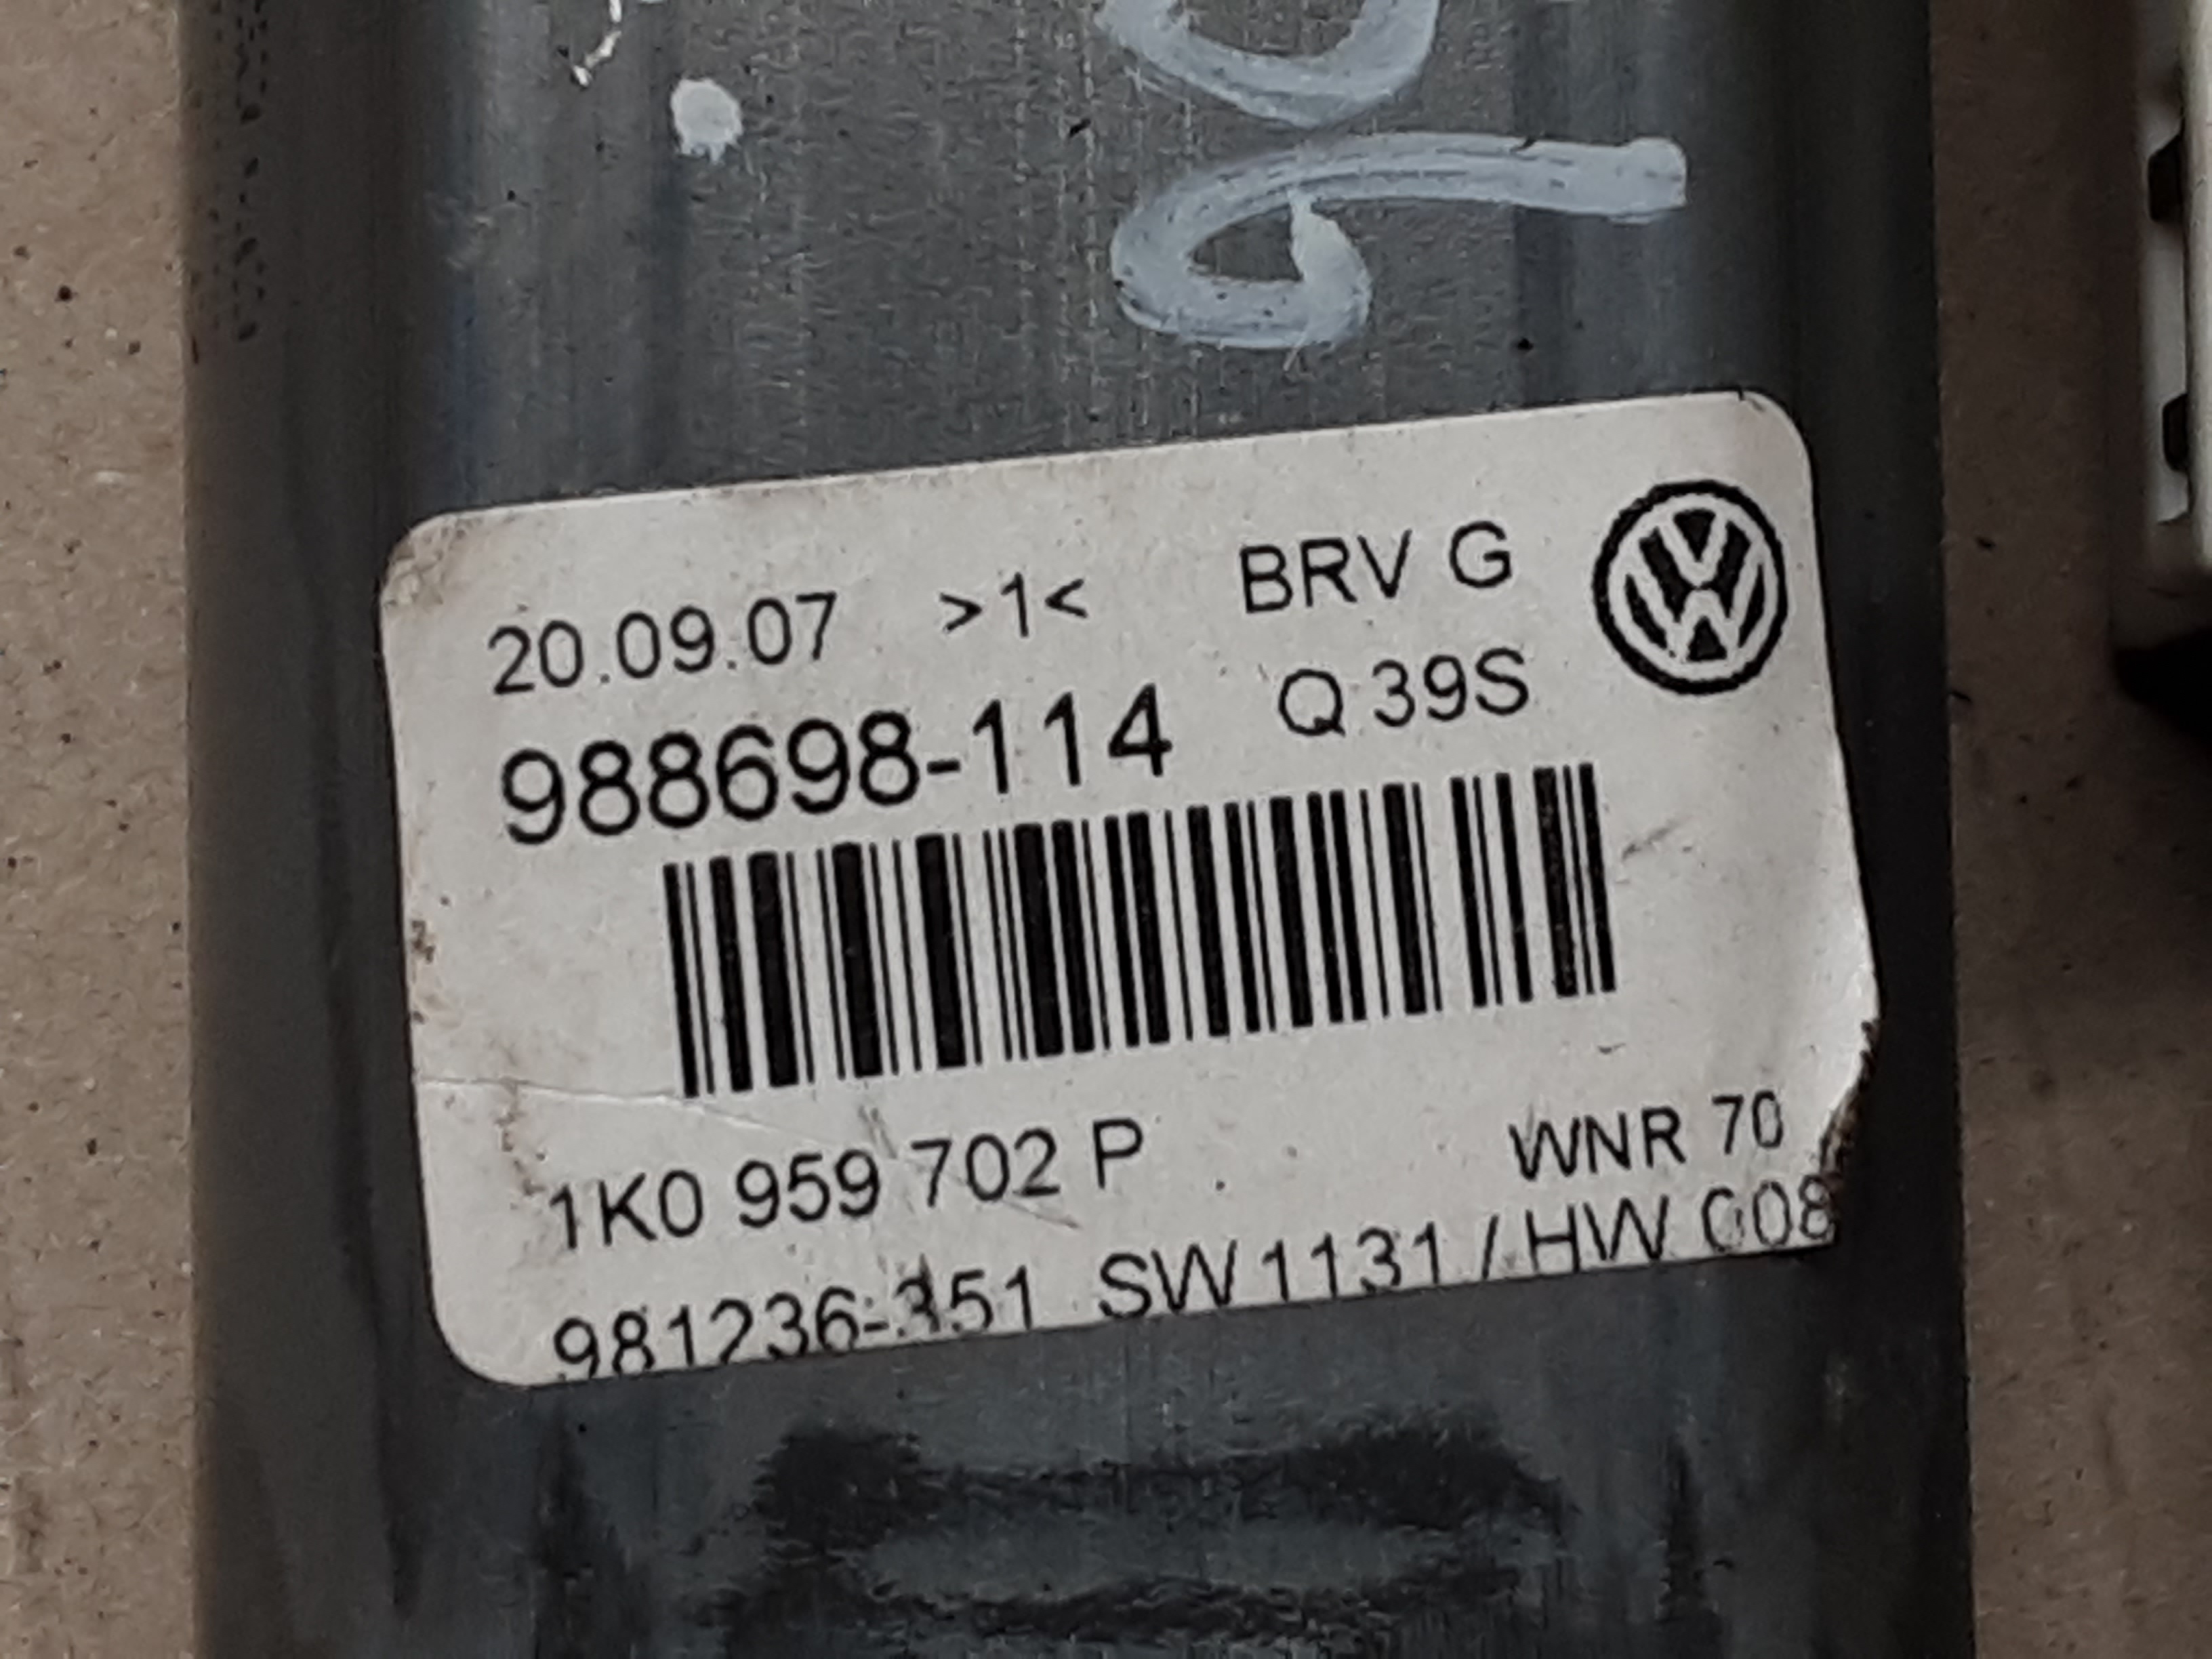 20.09.07 >1< BRV G
988698-114 Q 39S
1K0 959 702 P WNR 70
981236-351 SW 1131 / HW 008